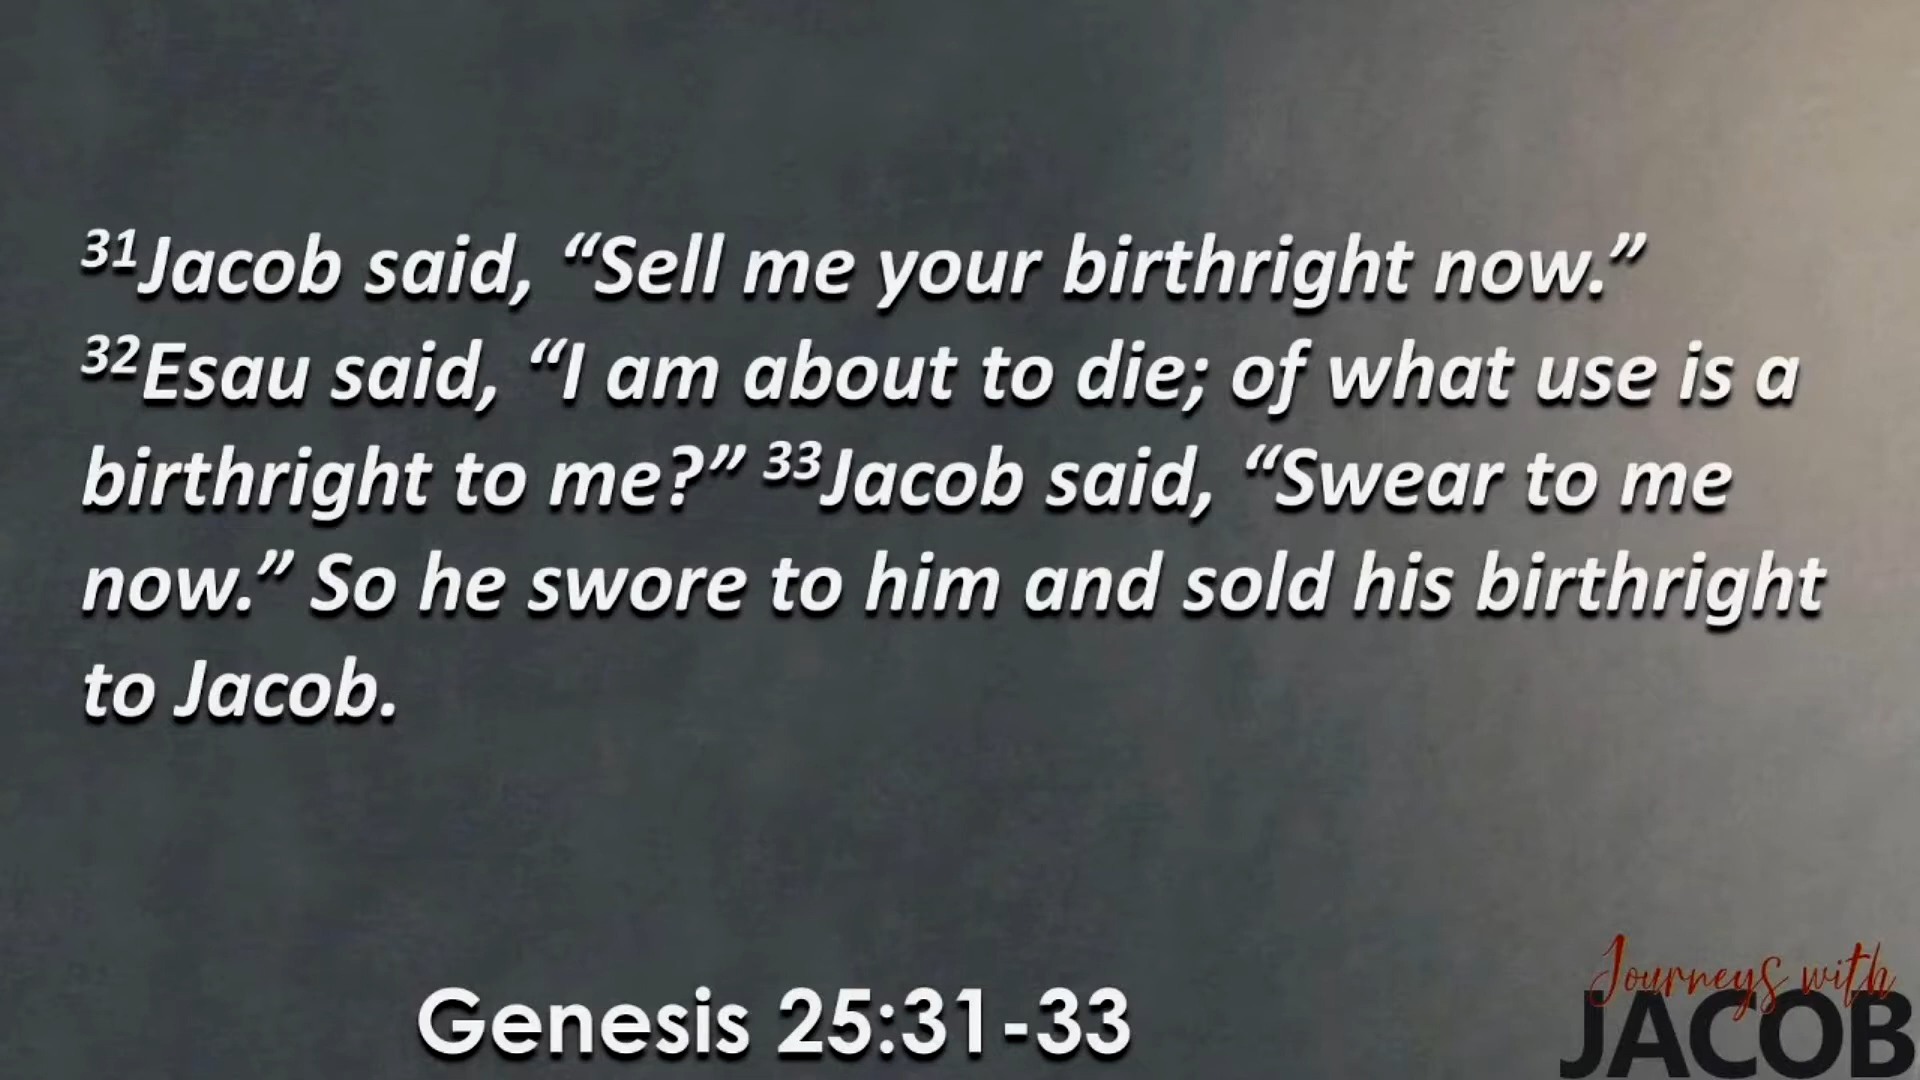 ³¹Jacob said, “Sell me your birthright now.”
³²Esau said, “I am about to die; of what use is a
birthright to me?” ³³Jacob said, “Swear to me
now.” So he swore to him and sold his birthright
to Jacob.
Genesis 25:31-33
Journeys with
JACOB